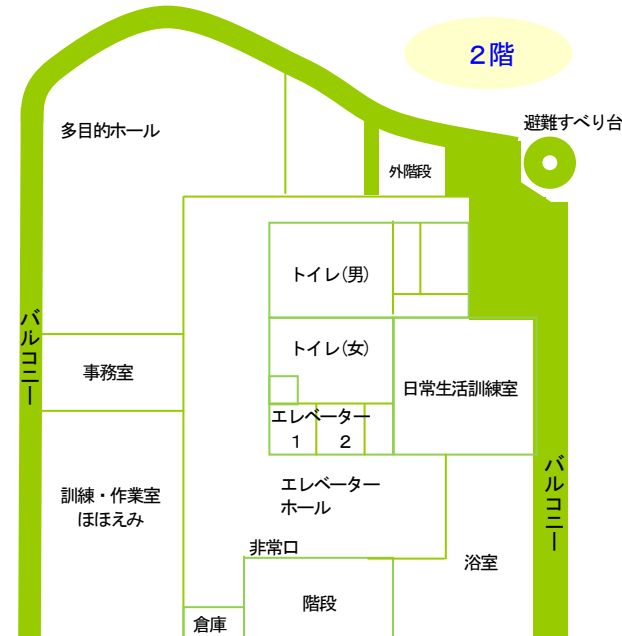 ２階
避難すべり台
多目的ホール
外階段
トイレ(男)
バルコニー
トイレ(女)
事務室
日常生活訓練室
エレベーター
１ ２
エレベーター
ホール
バルコニー
訓練・作業室
ほほえみ
非常口
浴室
階段
倉庫